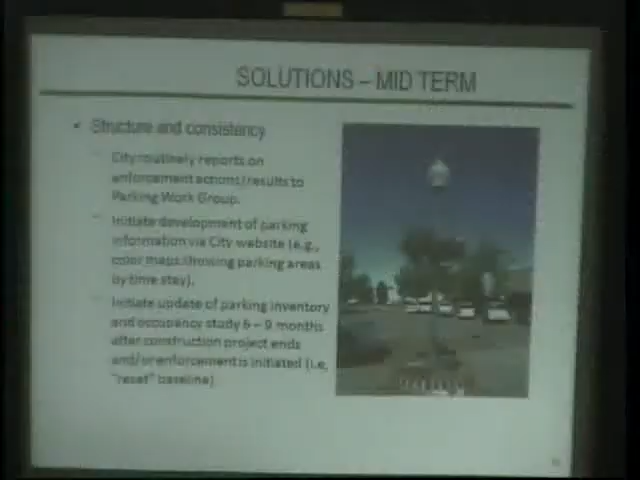 SOLUTIONS – MID TERM
• Structure and consistency
– City routinely reports on
enforcement actions/results to
Parking Work Group.
– Initiate development of parking
information via City website (e.g.,
color maps showing parking areas
by time stay).
– Initiate update of parking inventory
and occupancy study 6 – 9 months
after construction project ends
and/or enforcement is initiated (i.e,
"reset" baseline)